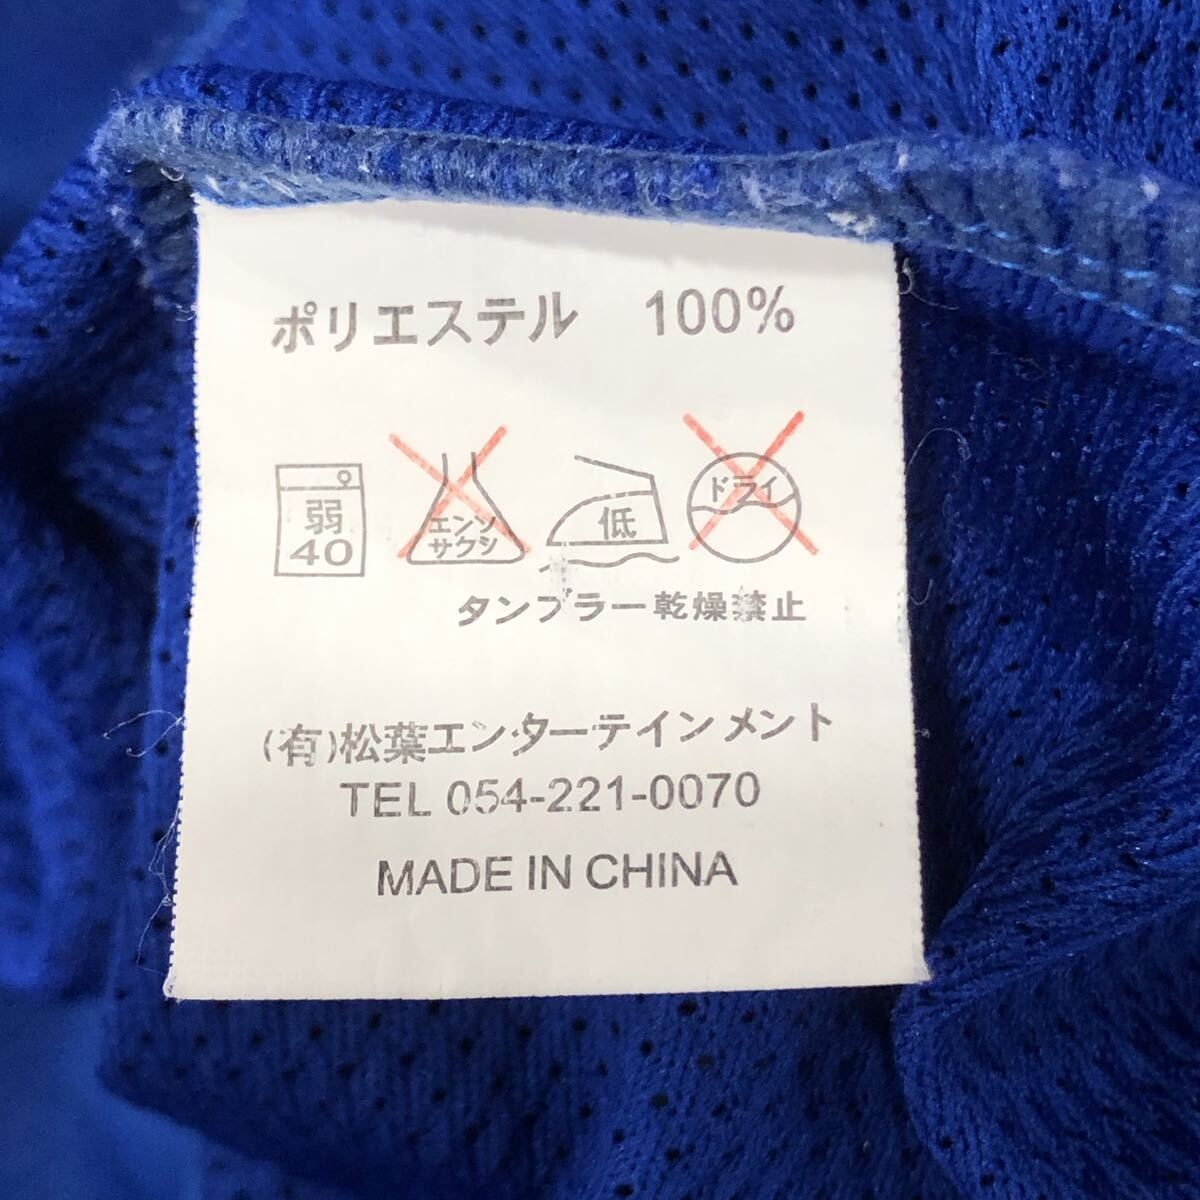 ポリエステル 100%
弱
40
エンソ
サクシ
低
ドライ
タンブラー乾燥禁止
(有)松葉エンターテインメント
TEL 054-221-0070
MADE IN CHINA